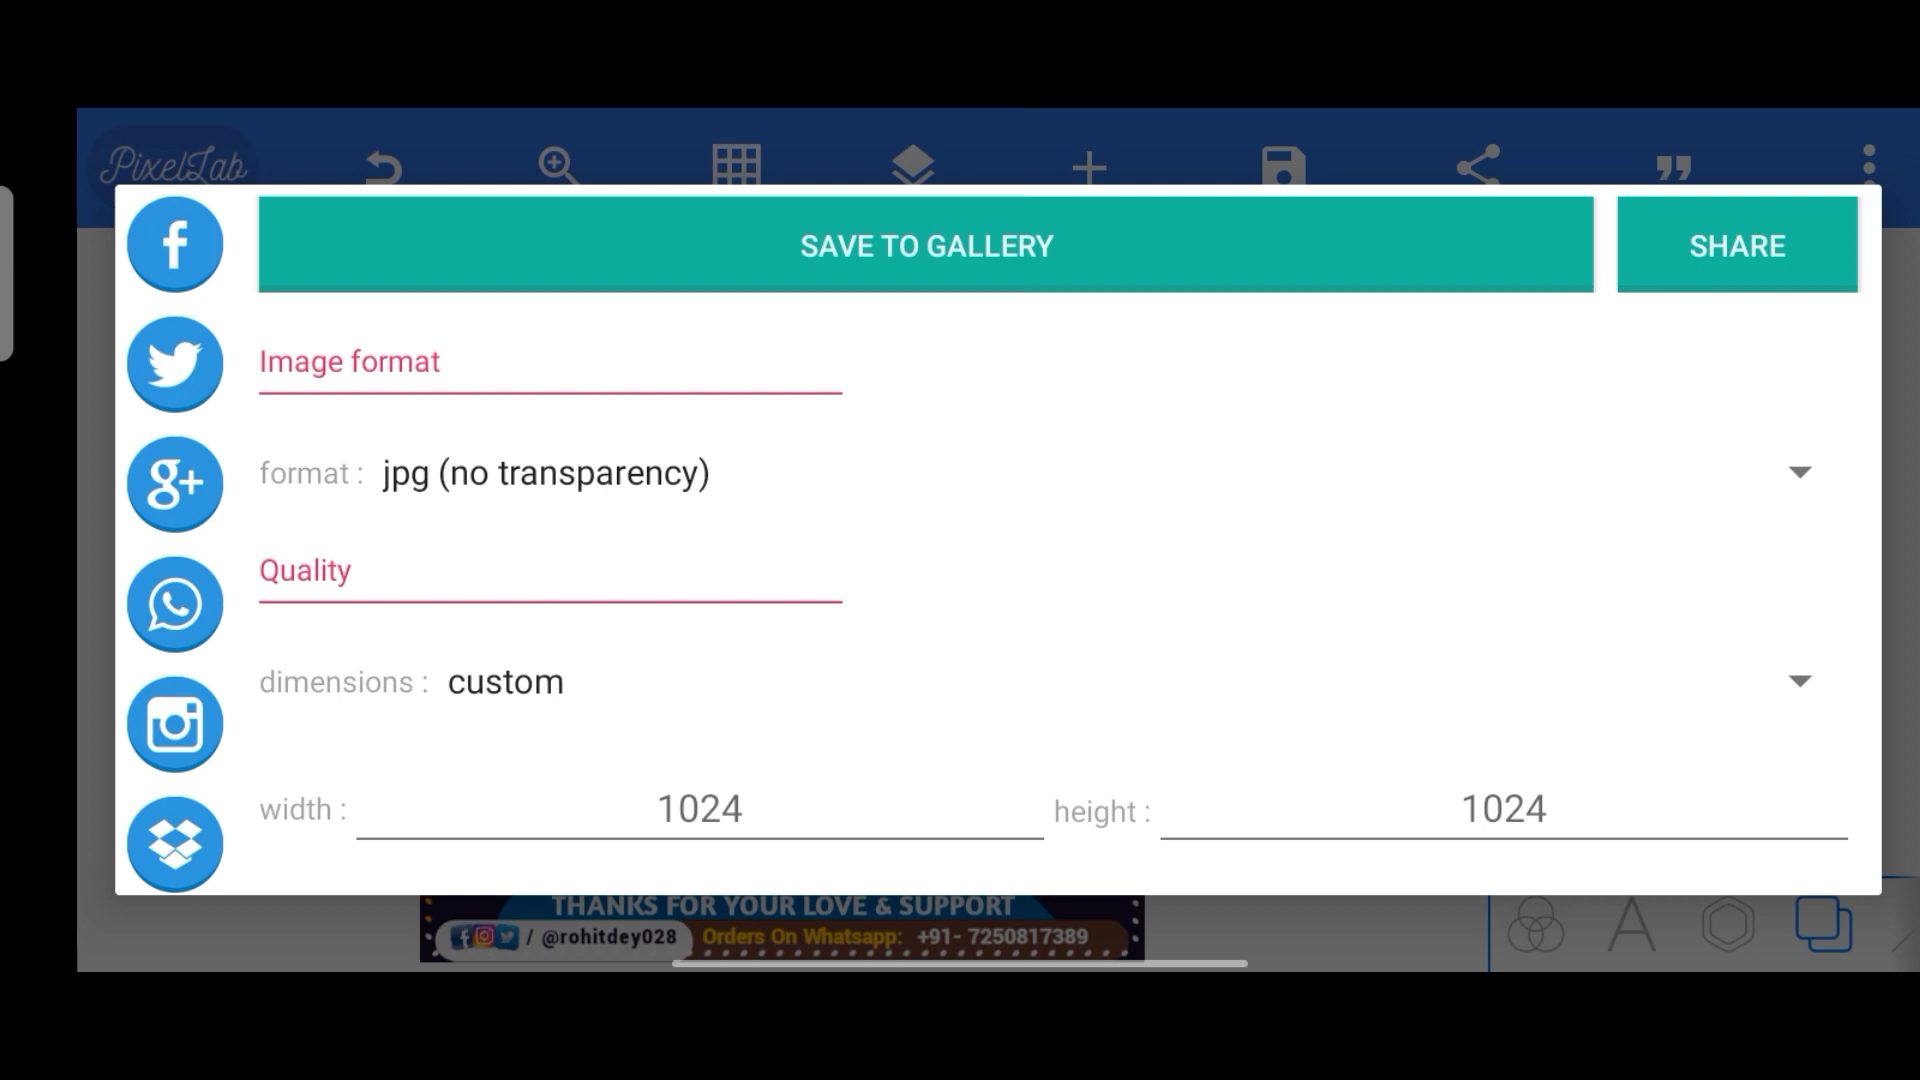 PixelLab
SAVE TO GALLERY
SHARE
Image format
format : jpg (no transparency)
Quality
dimensions : custom
width : 1024 height : 1024
THANKS FOR YOUR LOVE & SUPPORT
/ @rohitdey028 Orders On Whatsapp: +91- 7250817389